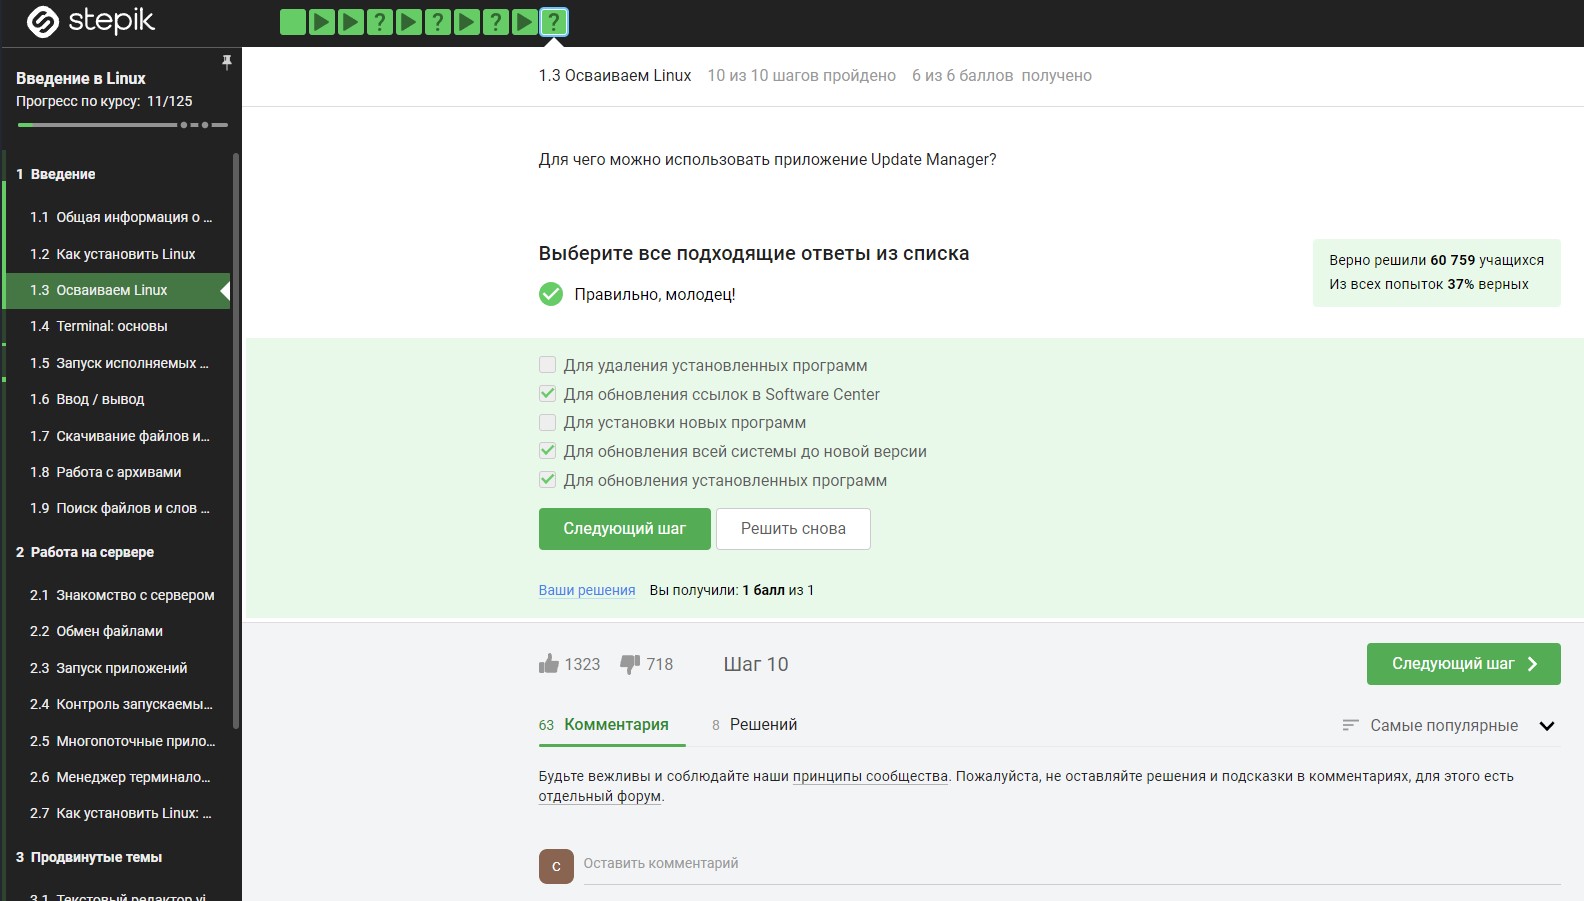 stepik
Введение в Linux
Прогресс по курсу: 11/125
1 Введение
1.1 Общая информация о ...
1.2 Как установить Linux
1.3 Осваиваем Linux
1.4 Terminal: основы
1.5 Запуск исполняемых ...
1.6 Ввод / вывод
1.7 Скачивание файлов и...
1.8 Работа с архивами
1.9 Поиск файлов и слов ...
2 Работа на сервере
2.1 Знакомство с сервером
2.2 Обмен файлами
2.3 Запуск приложений
2.4 Контроль запускаемы...
2.5 Многопоточные прило...
2.6 Менеджер терминало...
2.7 Как установить Linux: ...
3 Продвинутые темы
3.1 Текстовый редактор vi
1.3 Осваиваем Linux 10 из 10 шагов пройдено 6 из 6 баллов получено
Для чего можно использовать приложение Update Manager?
Выберите все подходящие ответы из списка
Правильно, молодец!
Верно решили 60 759 учащихся
Из всех попыток 37% верных
Для удаления установленных программ
Для обновления ссылок в Software Center
Для установки новых программ
Для обновления всей системы до новой версии
Для обновления установленных программ
Следующий шаг
Решить снова
Ваши решения Вы получили: 1 балл из 1
1323 718 Шаг 10
Следующий шаг
63 Комментария 8 Решений
Самые популярные
Будьте вежливы и соблюдайте наши принципы сообщества. Пожалуйста, не оставляйте решения и подсказки в комментариях, для этого есть
отдельный форум.
C
Оставить комментарий